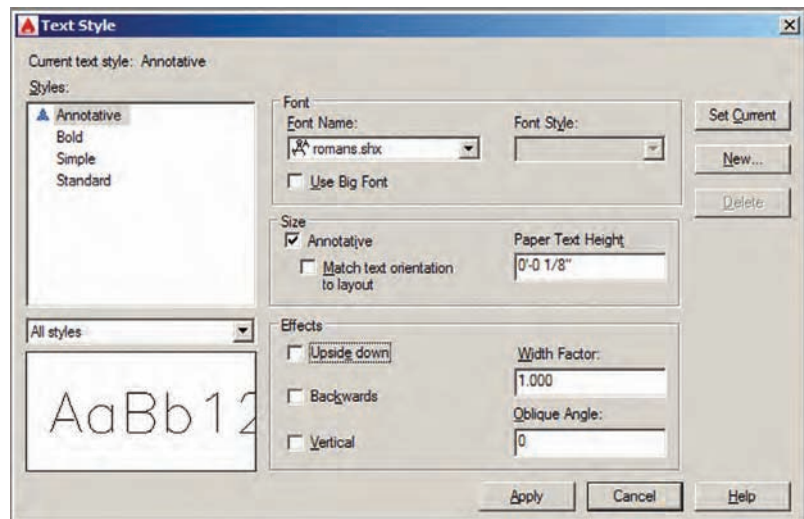 Text Style
Current text style: Annotative
Styles:
Annotative
Bold
Simple
Standard
All styles
AaBb12
Font
Font Name:
romans.shx
Use Big Font
Font Style:
Size
Annotative
Match text orientation
to layout
Paper Text Height
0'-0 1/8"
Effects
Upside down
Backwards
Vertical
Width Factor:
1.000
Oblique Angle:
0
Set Current
New...
Delete
Apply
Cancel
Help